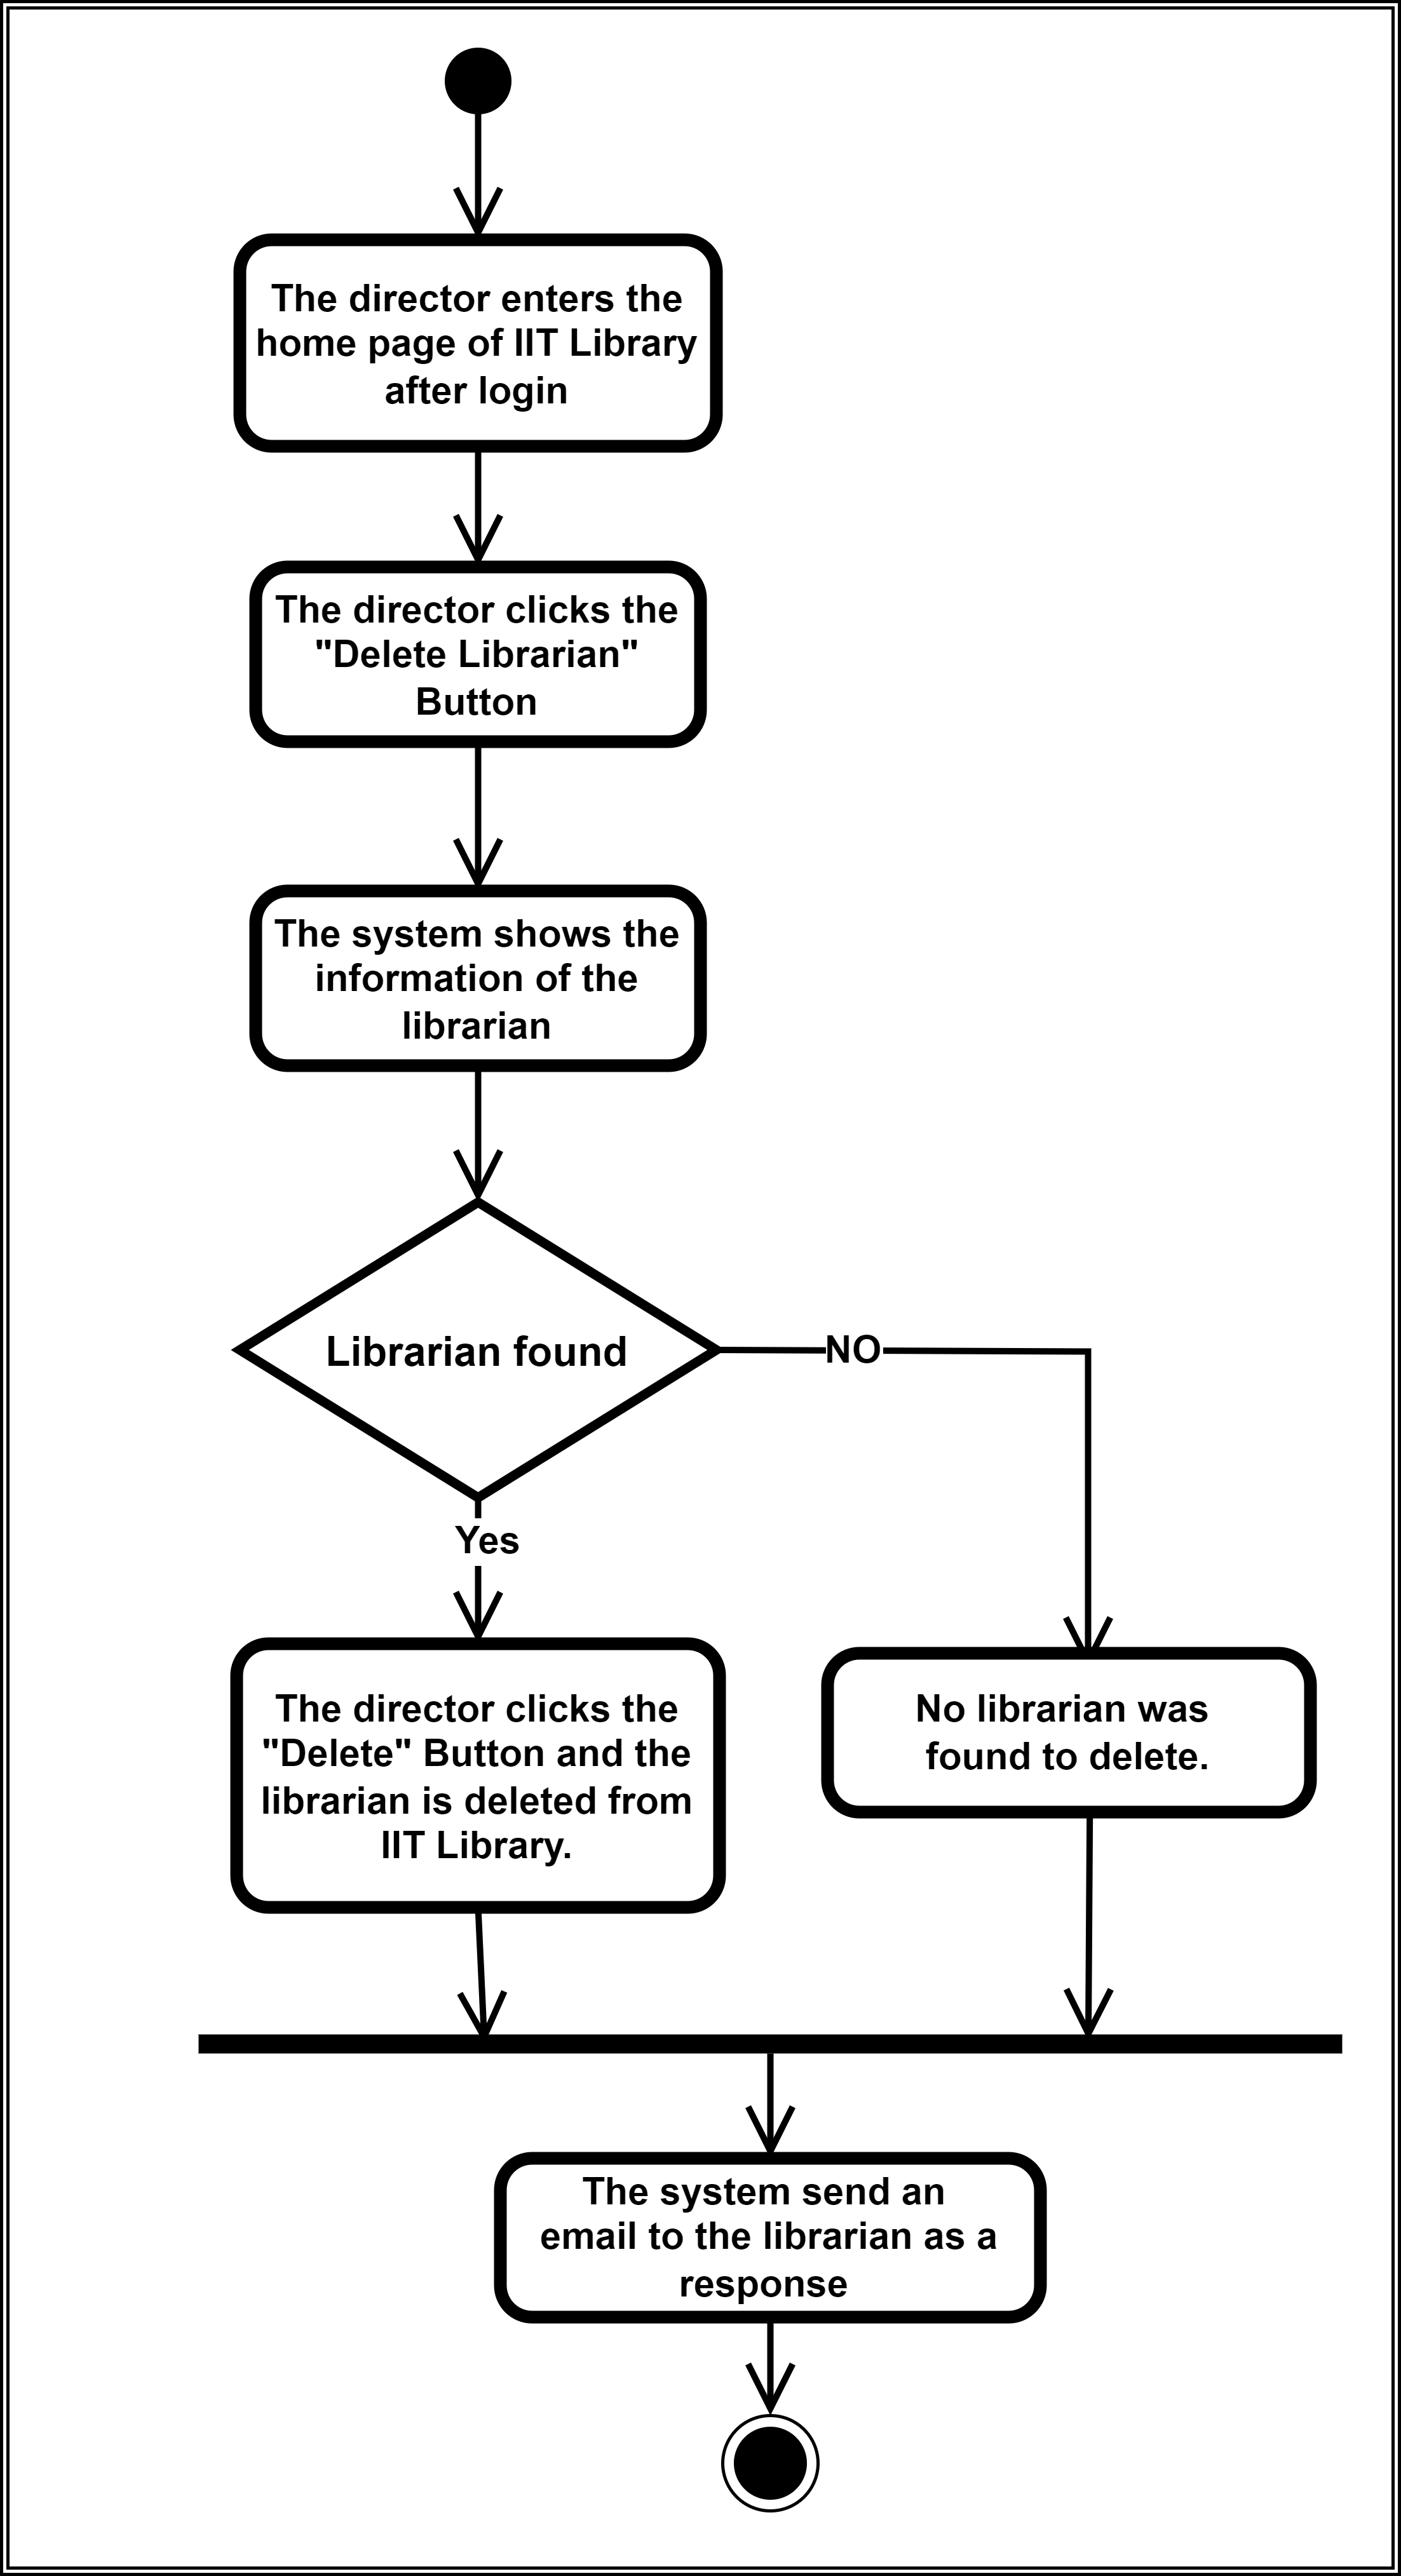 The director enters the
home page of IIT Library
after login
The director clicks the
"Delete Librarian"
Button
The system shows the
information of the
librarian
Librarian found
NO
Yes
The director clicks the
"Delete" Button and the
librarian is deleted from
IIT Library.
No librarian was
found to delete.
The system send an
email to the librarian as a
response